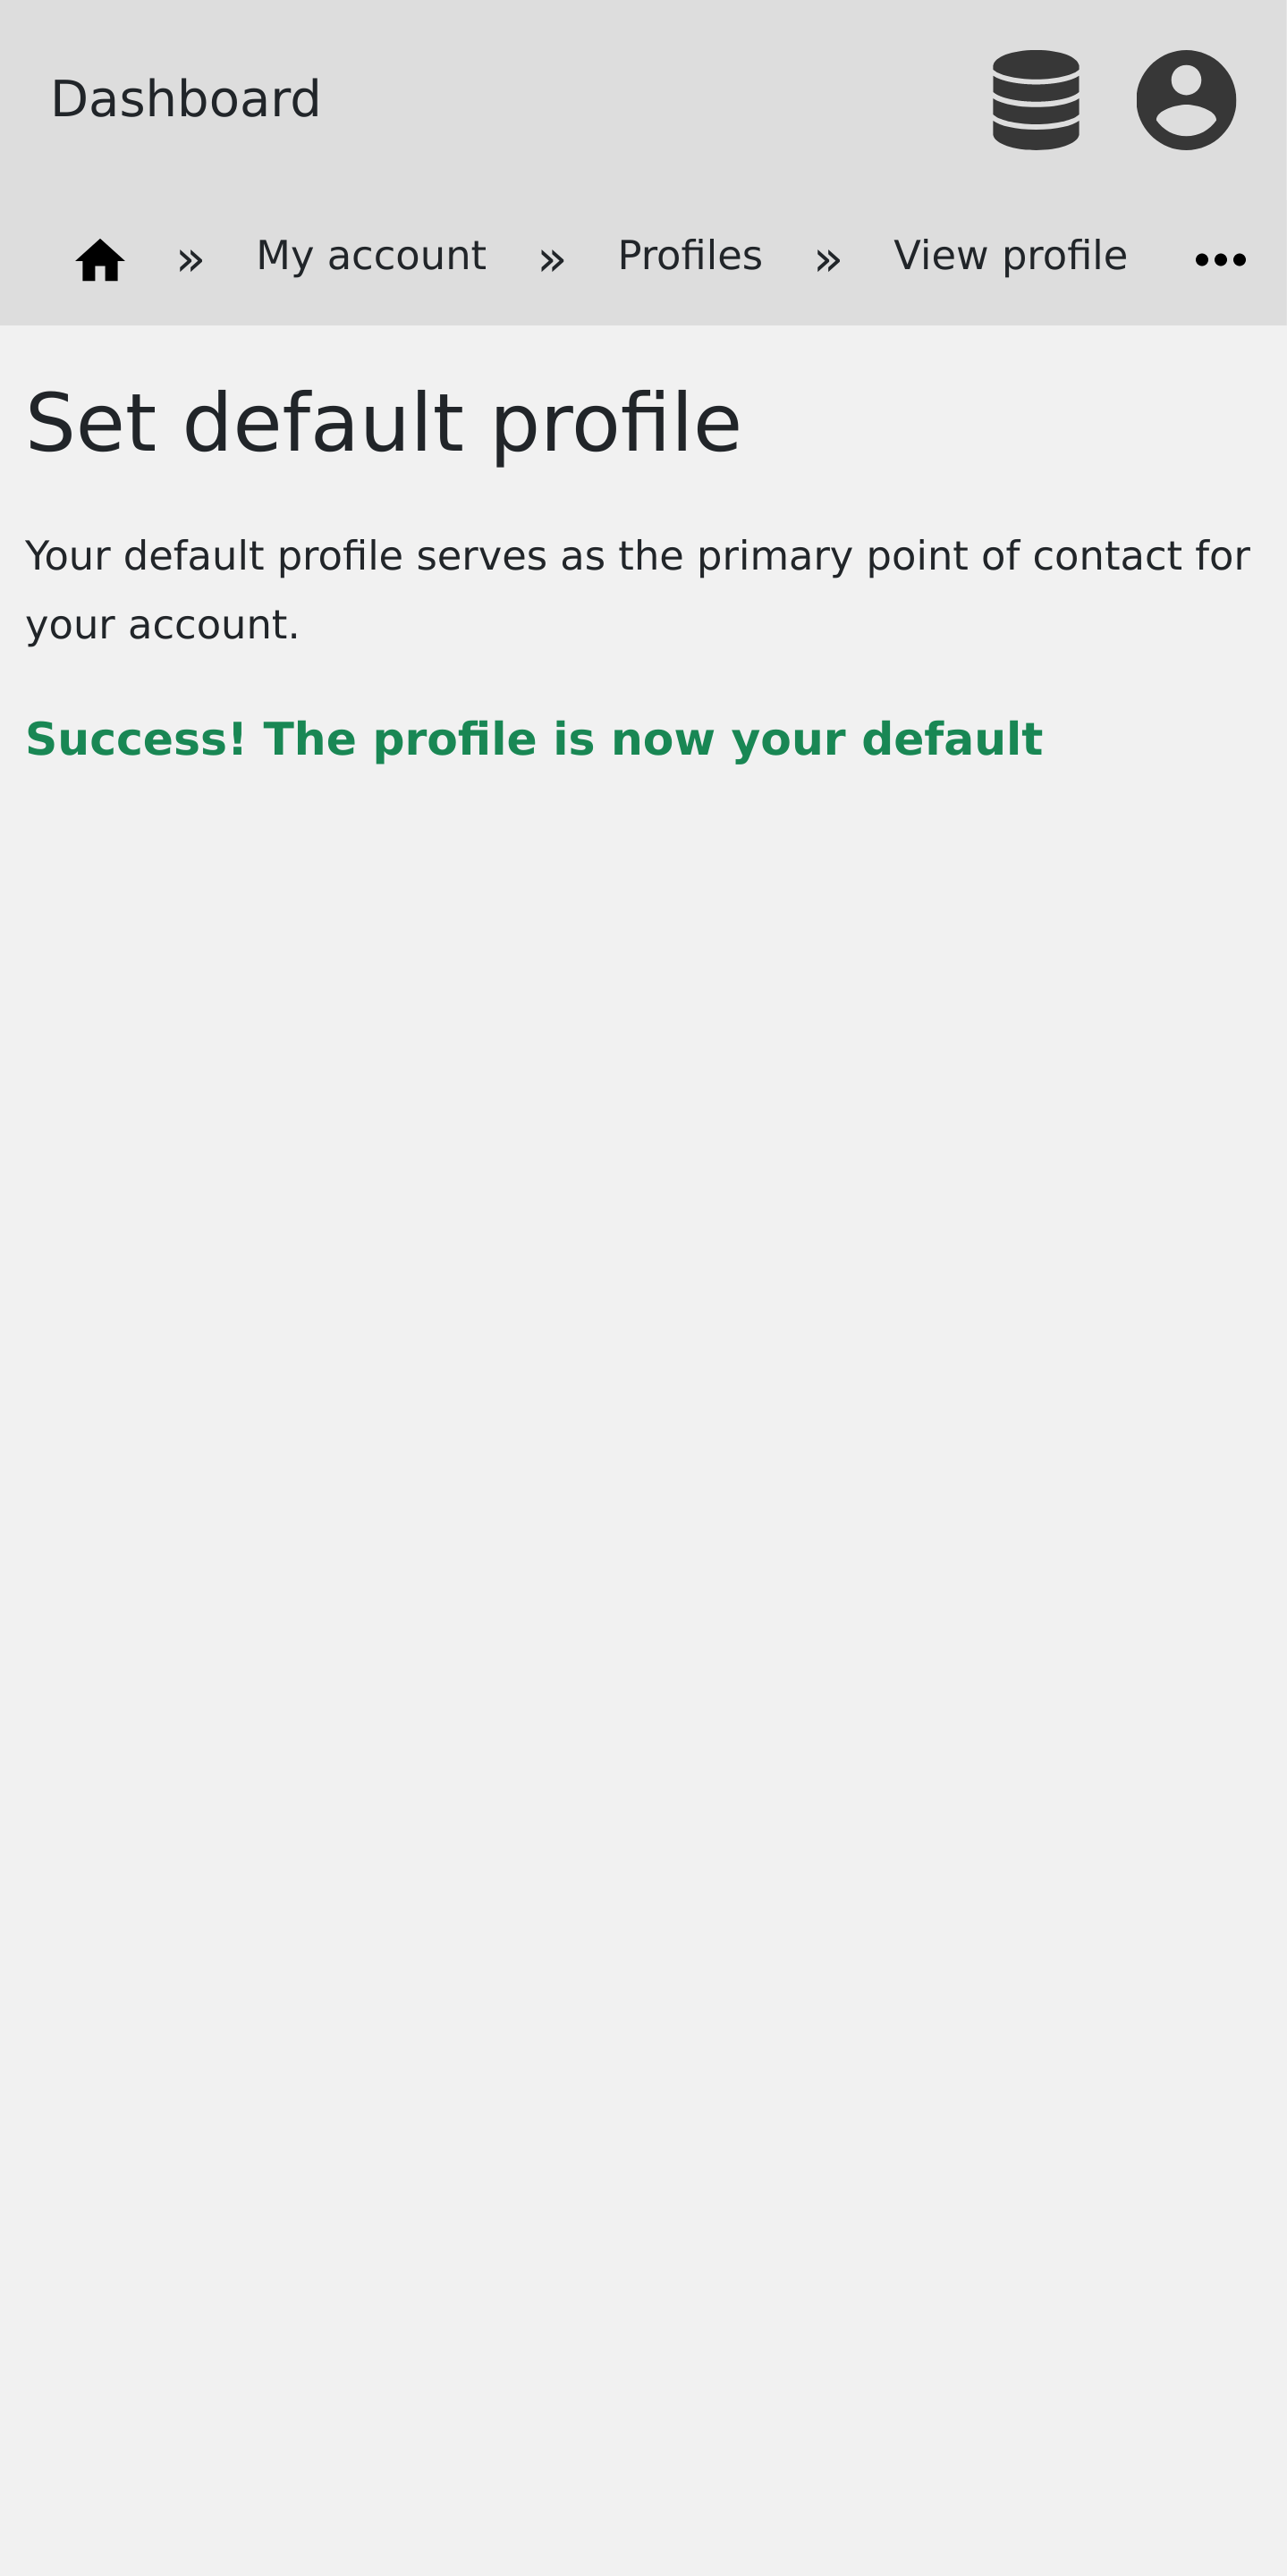 Dashboard
» My account » Profiles » View profile •••
Set default profile
Your default profile serves as the primary point of contact for
your account.
Success! The profile is now your default